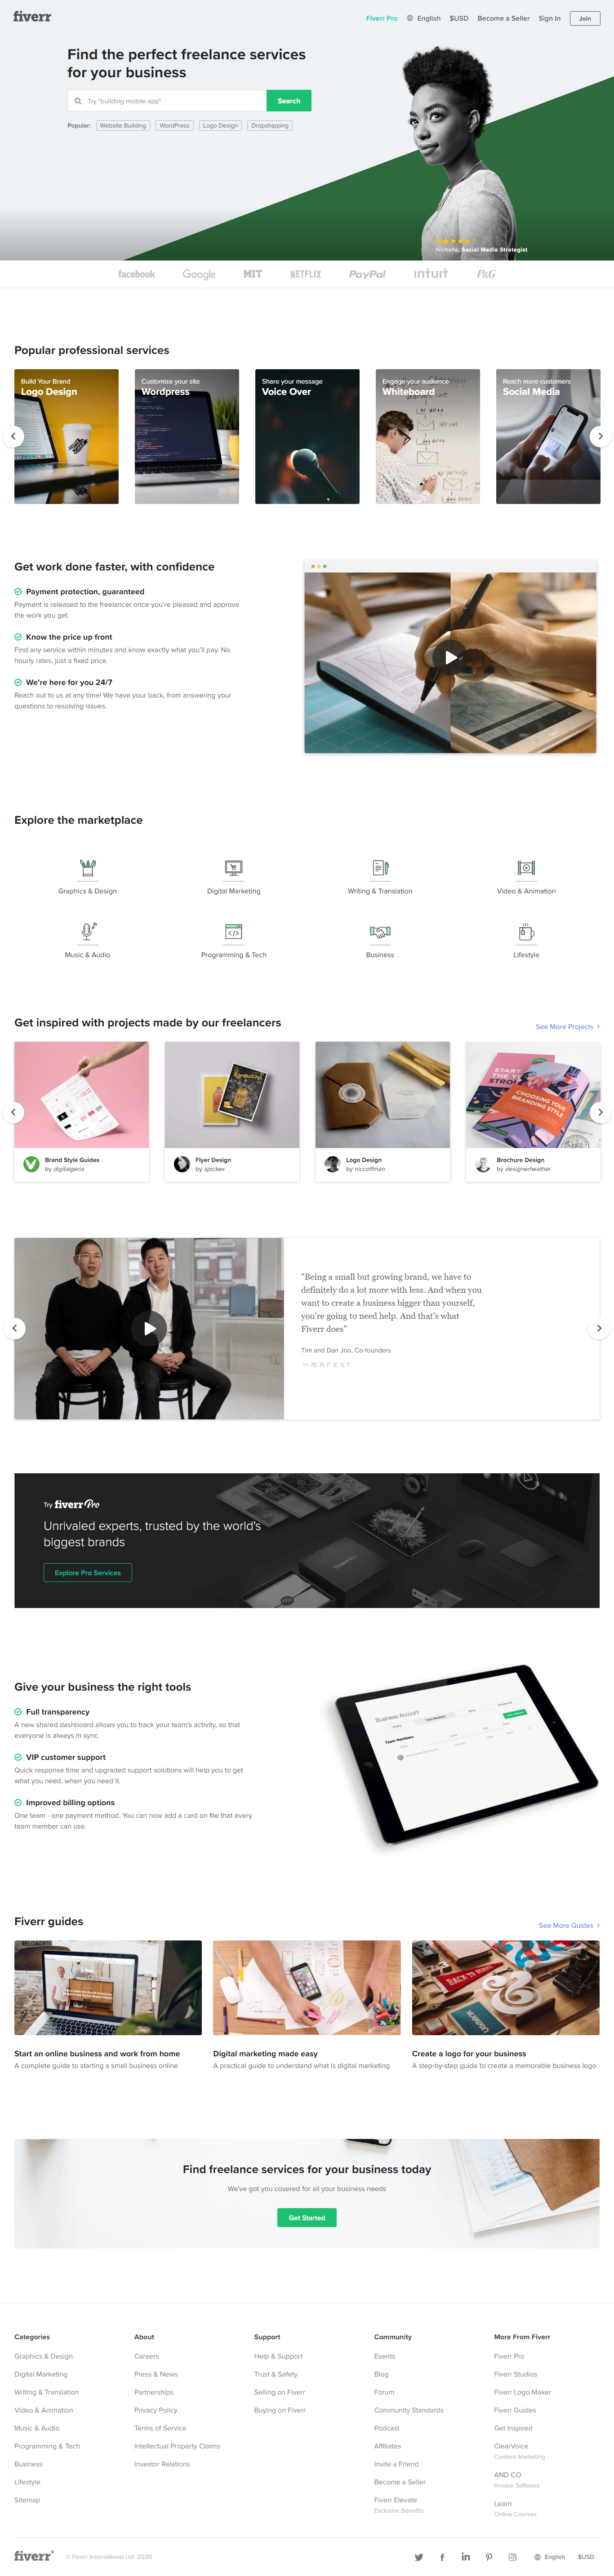 fiverr
Fiverr Pro English $USD Become a Seller Sign In Join
Find the perfect freelance services
for your business
Try "building mobile app" Search
Popular: Website Building WordPress Logo Design Dropshipping
Michelle, Social Media Strategist
facebook Google MIT NETFLIX PayPal intuit P&G
Popular professional services
Build Your Brand
Logo Design
Customize your site
Wordpress
Share your message
Voice Over
Engage your audience
Whiteboard
Reach more customers
Social Media
Get work done faster, with confidence
Payment protection, guaranteed
Payment is released to the freelancer once you're pleased and approve
the work you get.
Know the price up front
Find any service within minutes and know exactly what you'll pay. No
hourly rates, just a fixed price.
We're here for you 24/7
Reach out to us at any time! We have your back, from answering your
questions to resolving issues.
Explore the marketplace
Graphics & Design
Digital Marketing
Writing & Translation
Video & Animation
Music & Audio
Programming & Tech
Business
Lifestyle
Get inspired with projects made by our freelancers
See More Projects
KOMBUCHA
CHOOSING YOUR
BRANDING STYLE
Brand Style Guides
by digitalgeria
Flyer Design
by spickex
Logo Design
by niccoffman
Brochure Design
by designerheather
"Being a small but growing brand, we have to
definitely do a lot more with less. And when you
want to create a business bigger than yourself,
you're going to need help. And that's what
Fiverr does"
Tim and Dan Joo, Co-founders
HÆRFEST
Try fiverr Pro
Unrivaled experts, trusted by the world's
biggest brands
Explore Pro Services
Give your business the right tools
Full transparency
A new shared dashboard allows you to track your team's activity, so that
everyone is always in sync.
VIP customer support
Quick response time and upgraded support solutions will help you to get
what you need, when you need it.
Improved billing options
One team - one payment method. You can now add a card on file that every
team member can use.
Business Account
Team Members
Fiverr guides
See More Guides
BACK TO
Start an online business and work from home
A complete guide to starting a small business online
Digital marketing made easy
A practical guide to understand what is digital marketing
Create a logo for your business
A step-by-step guide to create a memorable business logo
Find freelance services for your business today
We've got you covered for all your business needs
Get Started
Categories
Graphics & Design
Digital Marketing
Writing & Translation
Video & Animation
Music & Audio
Programming & Tech
Business
Lifestyle
Sitemap
About
Careers
Press & News
Partnerships
Privacy Policy
Terms of Service
Intellectual Property Claims
Investor Relations
Support
Help & Support
Trust & Safety
Selling on Fiverr
Buying on Fiverr
Community
Events
Blog
Forum
Community Standards
Podcast
Affiliates
Invite a Friend
Become a Seller
Fiverr Elevate
Exclusive Benefits
More From Fiverr
Fiverr Pro
Fiverr Studios
Fiverr Logo Maker
Fiverr Guides
Get Inspired
ClearVoice
Content Marketing
AND CO
Invoice Software
Learn
Online Courses
fiverr
© Fiverr International Ltd. 2020
English $USD